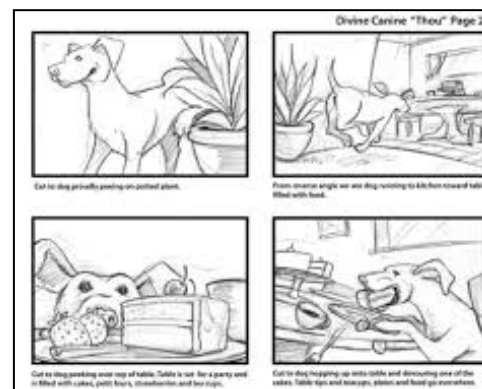 Divine Canine "Thou" Page 2
Cut to dog proudly peeing on potted plant.
From reverse angle we see dog running to kitchen toward table
filled with food.
Cut to dog peeking over top of table. Table is set for a party and
is filled with cakes, petit fours, strawberries and tea cups.
Cut to dog hopping up onto table and devouring one of the
cakes. Table tips and teacups, plates and food go everywhere.